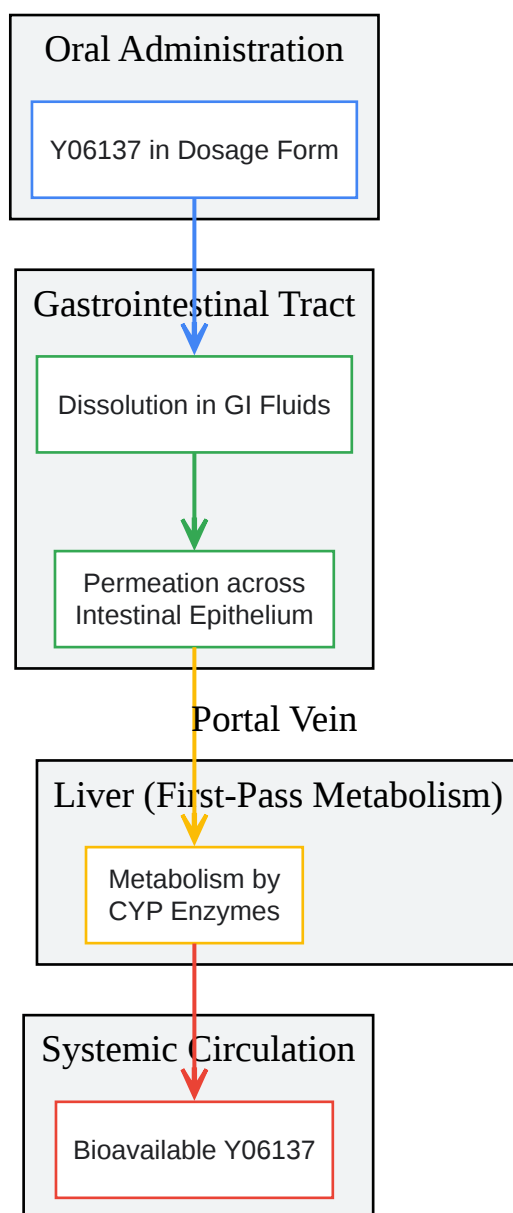 Oral Administration
Y06137 in Dosage Form
Gastrointestinal Tract
Dissolution in GI Fluids
Permeation across
Intestinal Epithelium
Portal Vein
Liver (First-Pass Metabolism)
Metabolism by
CYP Enzymes
Systemic Circulation
Bioavailable Y06137